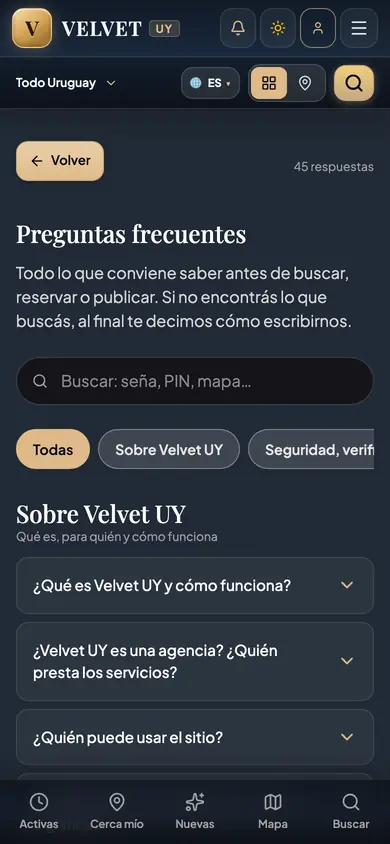 V VELVET UY
Todo Uruguay ES
Volver
45 respuestas
Preguntas frecuentes
Todo lo que conviene saber antes de buscar,
reservar o publicar. Si no encontrás lo que
buscás, al final te decimos cómo escribirnos.
Buscar: seña, PIN, mapa...
Todas Sobre Velvet UY Seguridad, verif
Sobre Velvet UY
Qué es, para quién y cómo funciona
¿Qué es Velvet UY y cómo funciona?
¿Velvet UY es una agencia? ¿Quién
presta los servicios?
¿Quién puede usar el sitio?
Activas Cerca mío Nuevas Mapa Buscar